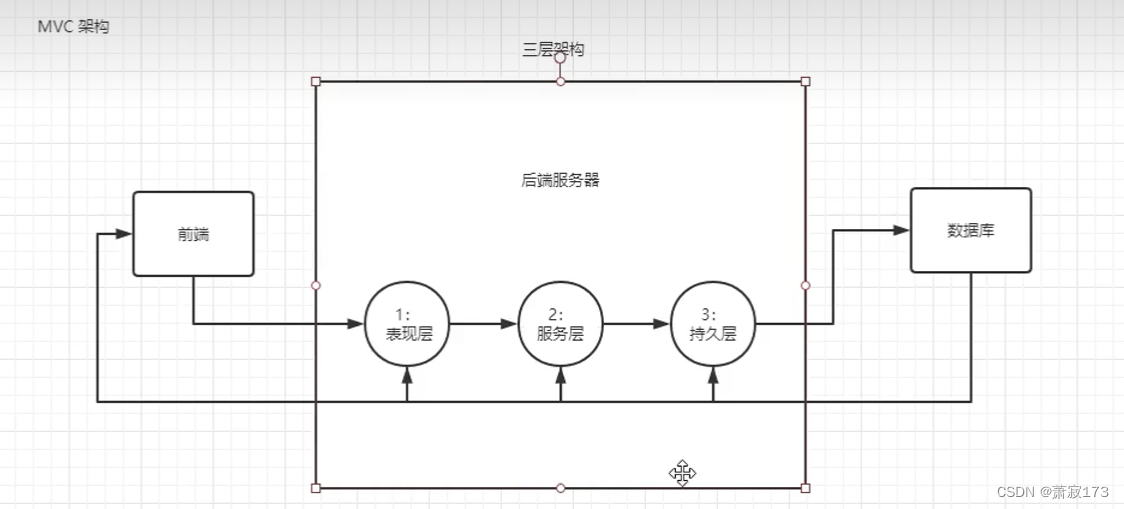 MVC 架构
三层架构
后端服务器
前端
数据库
1：
表现层
2：
服务层
3：
持久层
CSDN @萧寂173